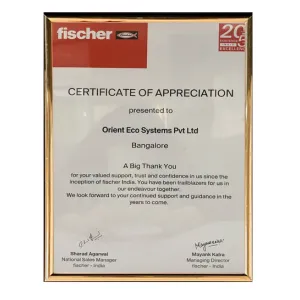 fischer
205
CERTIFICATE OF APPRECIATION
presented to
Orient Eco Systems Pvt Ltd
Bangalore
A Big Thank You
for your valued support, trust and confidence in us since the
inception of fischer India. You have been trailblazers for us in
our endeavour together.
We look forward to your continued support and guidance in the
years to come.
Sharad Agarwal
National Sales Manager
fischer - India
Mayank Kalra
Managing Director
fischer - India